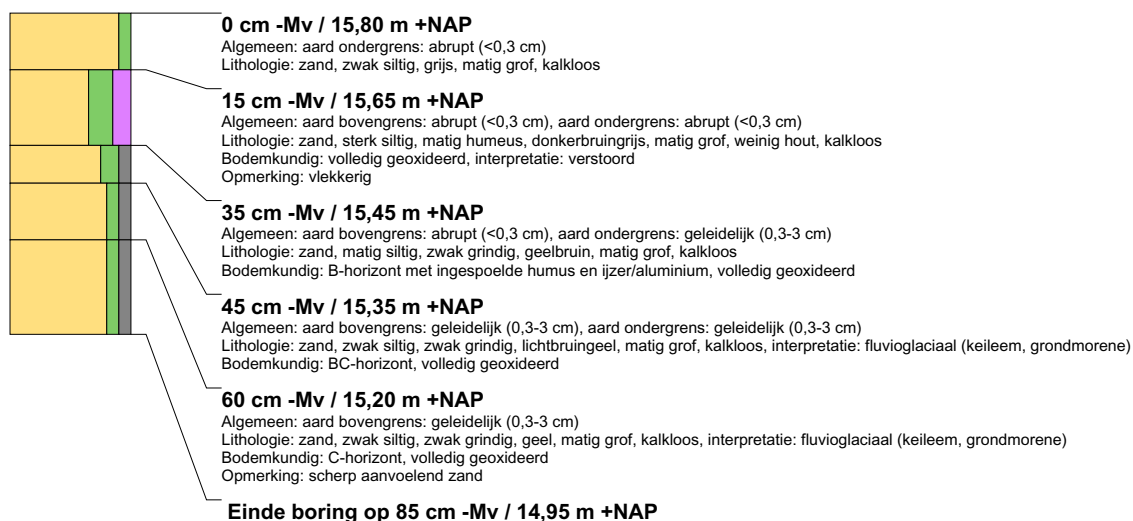 0 cm -Mv / 15,80 m +NAP
Algemeen: aard ondergrens: abrupt (<0,3 cm)
Lithologie: zand, zwak siltig, grijs, matig grof, kalkloos
15 cm -Mv / 15,65 m +NAP
Algemeen: aard bovengrens: abrupt (<0,3 cm), aard ondergrens: abrupt (<0,3 cm)
Lithologie: zand, sterk siltig, matig humeus, donkerbruingrijs, matig grof, weinig hout, kalkloos
Bodemkundig: volledig geoxideerd, interpretatie: verstoord
Opmerking: vlekkerig
35 cm -Mv / 15,45 m +NAP
Algemeen: aard bovengrens: abrupt (<0,3 cm), aard ondergrens: geleidelijk (0,3-3 cm)
Lithologie: zand, matig siltig, zwak grindig, geelbruin, matig grof, kalkloos
Bodemkundig: B-horizont met ingespoelde humus en ijzer/aluminium, volledig geoxideerd
45 cm -Mv / 15,35 m +NAP
Algemeen: aard bovengrens: geleidelijk (0,3-3 cm), aard ondergrens: geleidelijk (0,3-3 cm)
Lithologie: zand, zwak siltig, zwak grindig, lichtbruingeel, matig grof, kalkloos, interpretatie: fluvioglaciaal (keileem, grondmorene)
Bodemkundig: BC-horizont, volledig geoxideerd
60 cm -Mv / 15,20 m +NAP
Algemeen: aard bovengrens: geleidelijk (0,3-3 cm)
Lithologie: zand, zwak siltig, zwak grindig, geel, matig grof, kalkloos, interpretatie: fluvioglaciaal (keileem, grondmorene)
Bodemkundig: C-horizont, volledig geoxideerd
Opmerking: scherp aanvoelend zand
Einde boring op 85 cm -Mv / 14,95 m +NAP